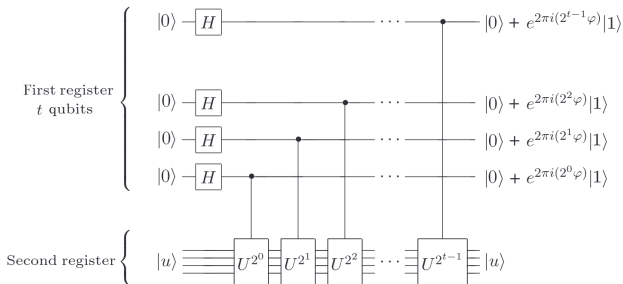 |0⟩ H ··· |0⟩ + e^{2πi(2^{t−1}φ)}|1⟩
First register
t qubits
|0⟩ H ··· |0⟩ + e^{2πi(2^2φ)}|1⟩
|0⟩ H ··· |0⟩ + e^{2πi(2^1φ)}|1⟩
|0⟩ H ··· |0⟩ + e^{2πi(2^0φ)}|1⟩
Second register |u⟩ U^{2^0} U^{2^1} U^{2^2} ··· U^{2^{t−1}} |u⟩